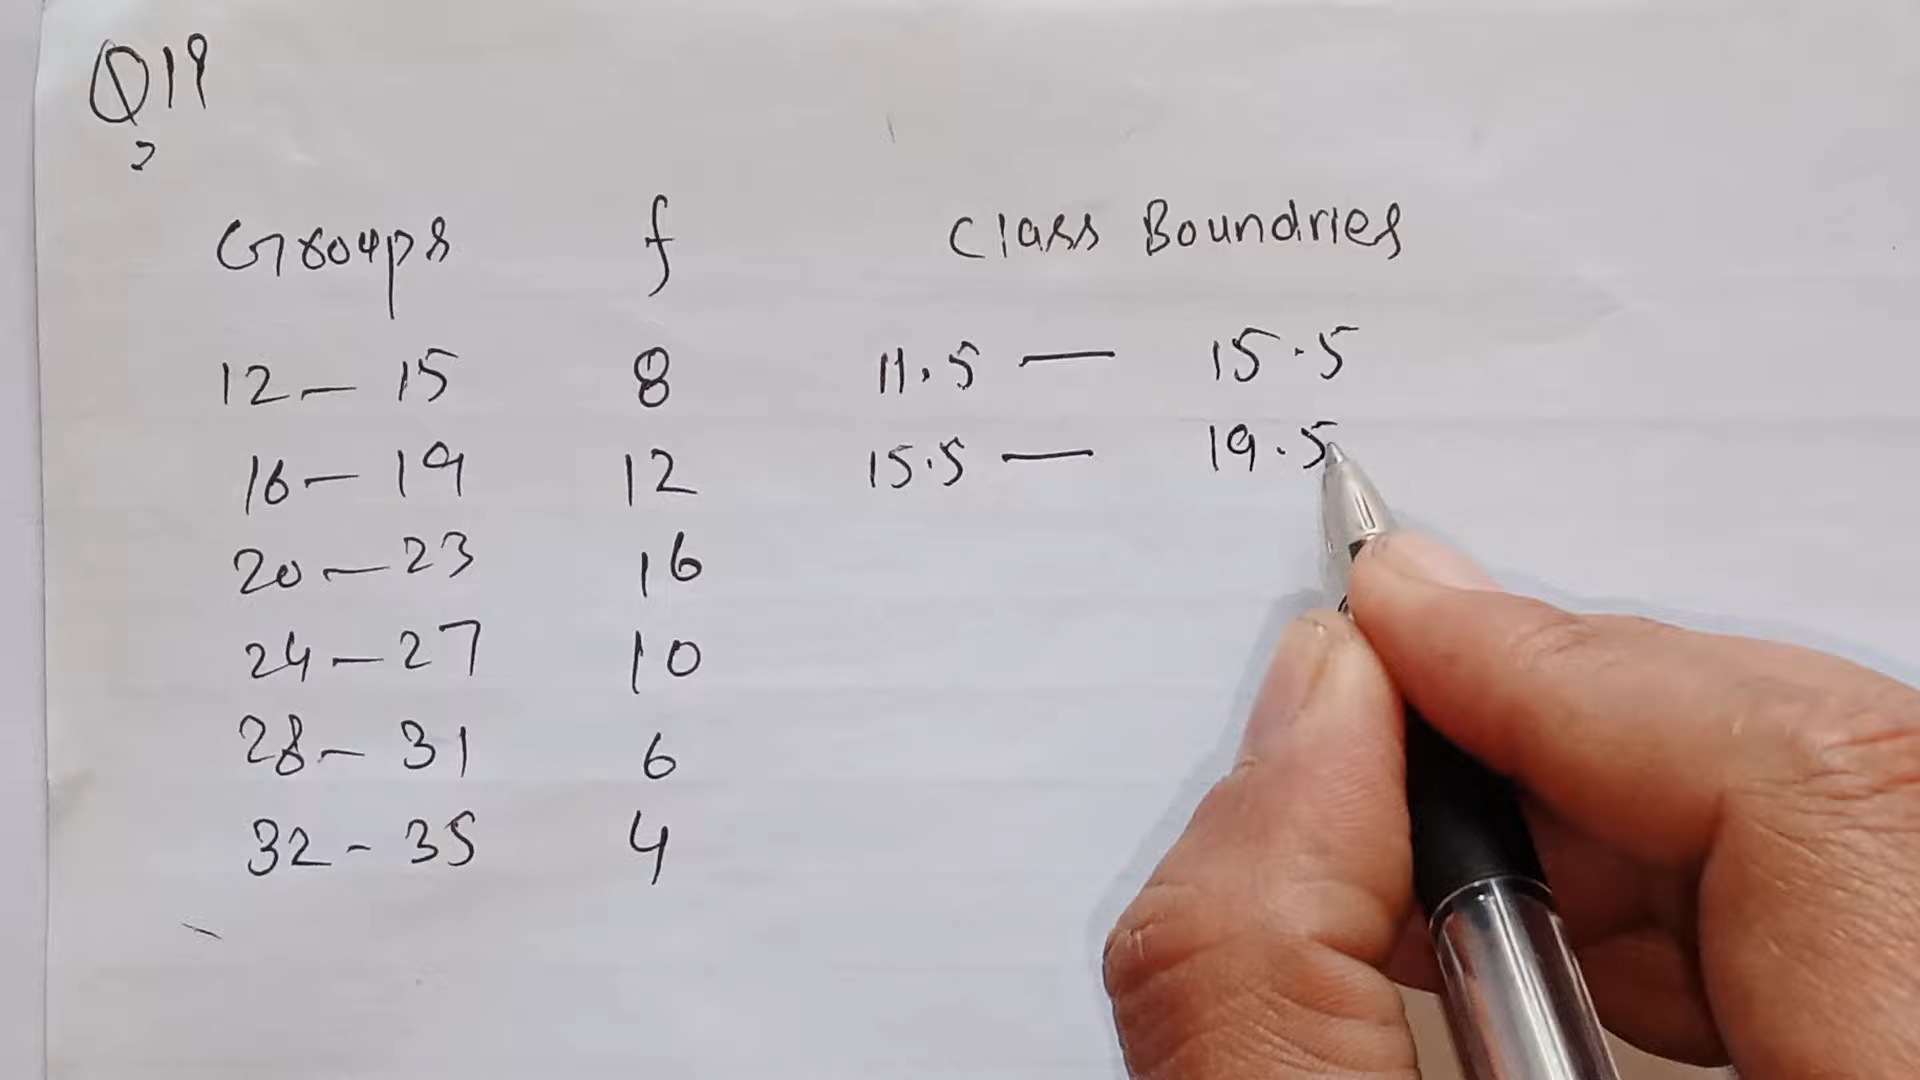 Q19
Groups f Class Boundries
12 - 15 8 11.5 — 15.5
16 - 19 12 15.5 — 19.5
20 - 23 16
24 - 27 10
28 - 31 6
32 - 35 4